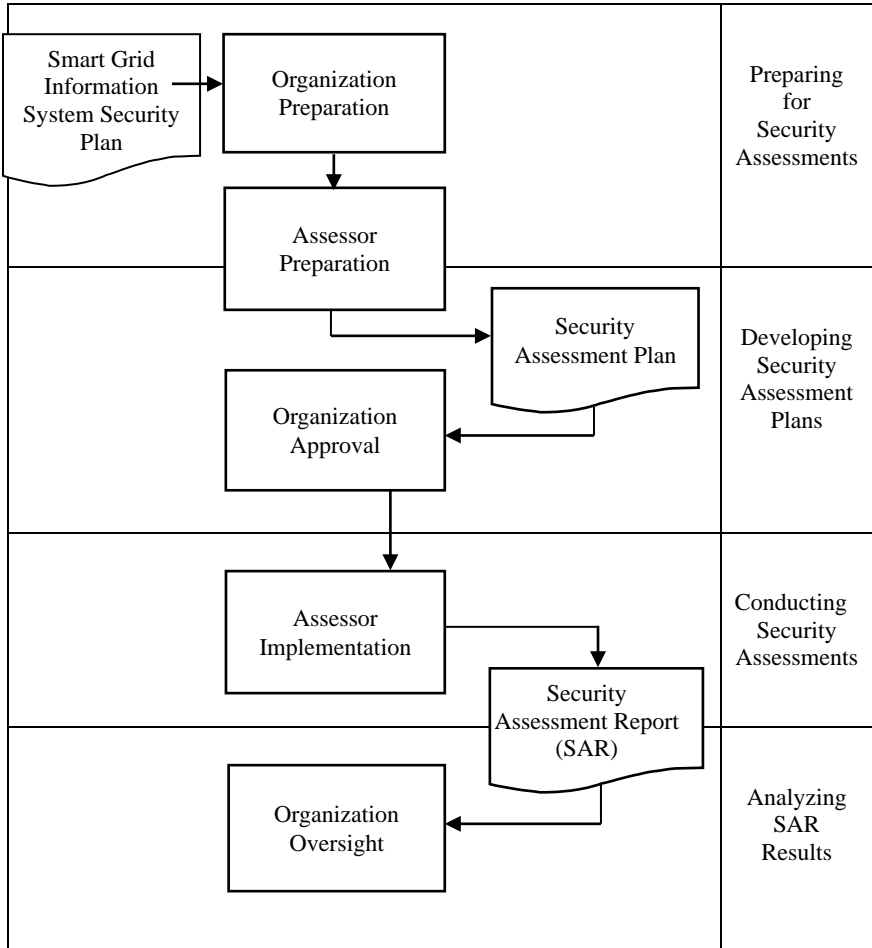 Smart Grid
Information
System Security
Plan
Organization
Preparation
Preparing
for
Security
Assessments
Assessor
Preparation
Security
Assessment Plan
Developing
Security
Assessment
Plans
Organization
Approval
Assessor
Implementation
Conducting
Security
Assessments
Security
Assessment Report
(SAR)
Organization
Oversight
Analyzing
SAR
Results